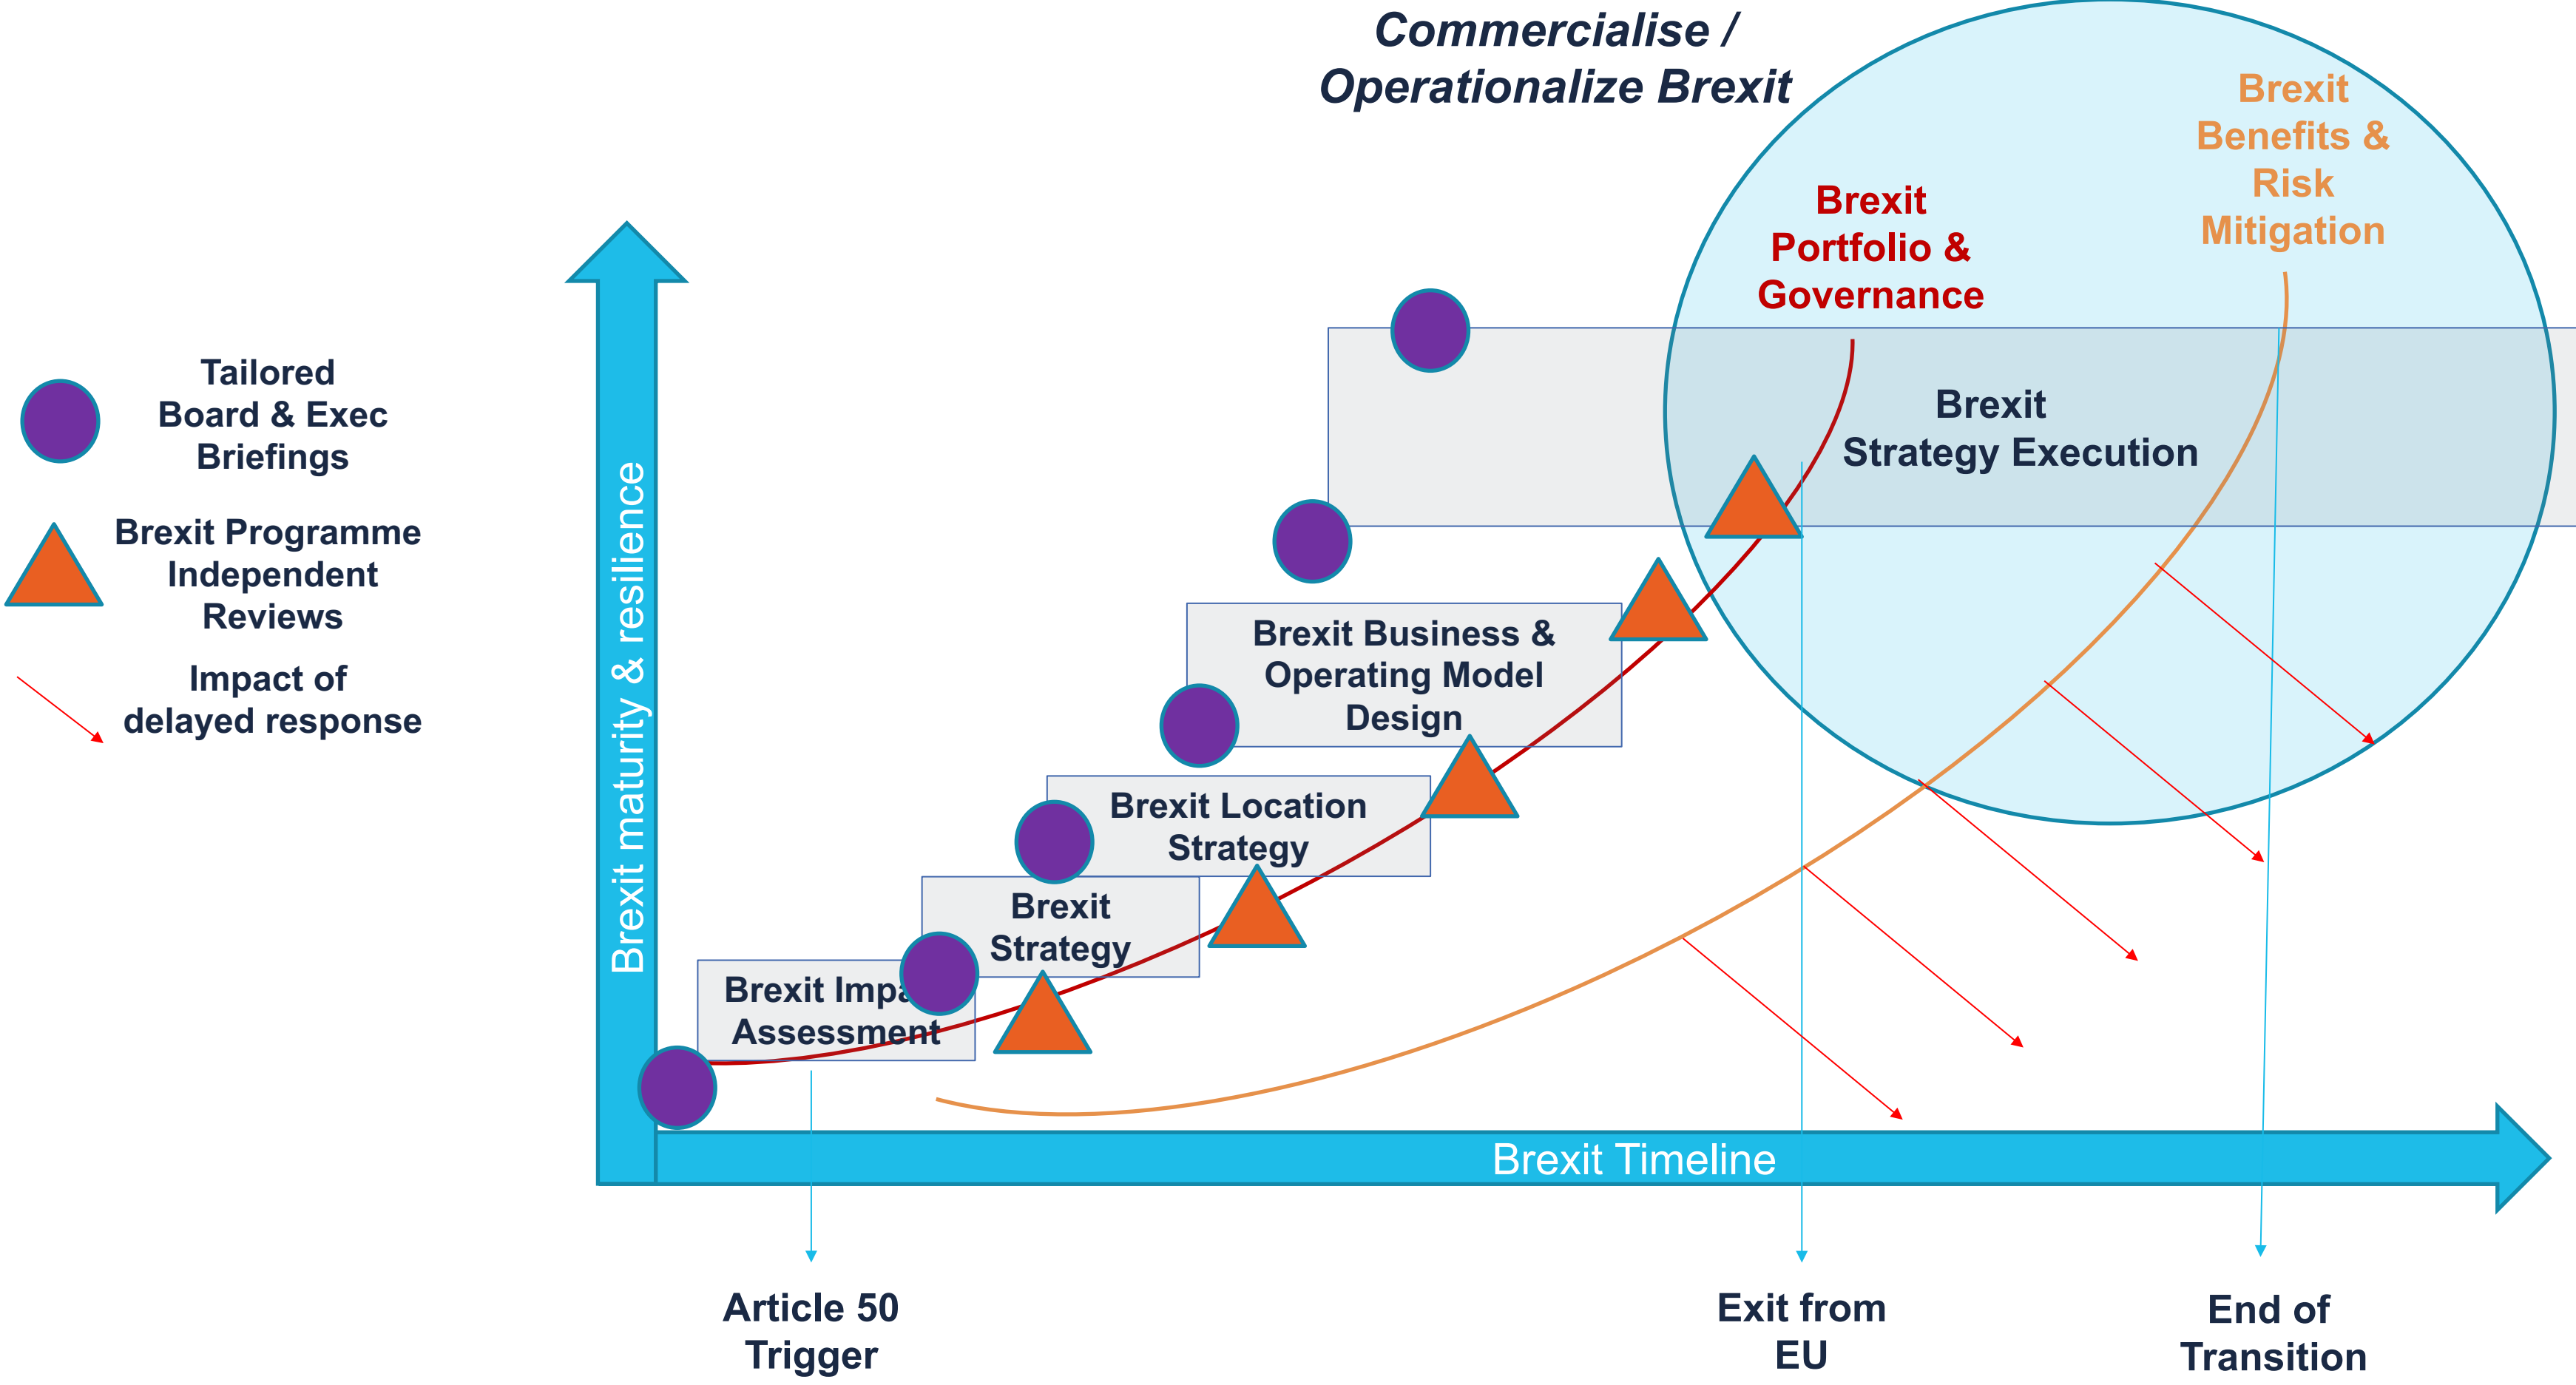 Commercialise /
Operationalize Brexit
Brexit
Benefits &
Risk
Mitigation
Brexit
Portfolio &
Governance
Tailored
Board & Exec
Briefings
Brexit Programme
Independent
Reviews
Impact of
delayed response
Brexit maturity & resilience
Brexit
Strategy Execution
Brexit Business &
Operating Model
Design
Brexit Location
Strategy
Brexit
Strategy
Brexit Impa
Assessment
Brexit Timeline
Article 50
Trigger
Exit from
EU
End of
Transition